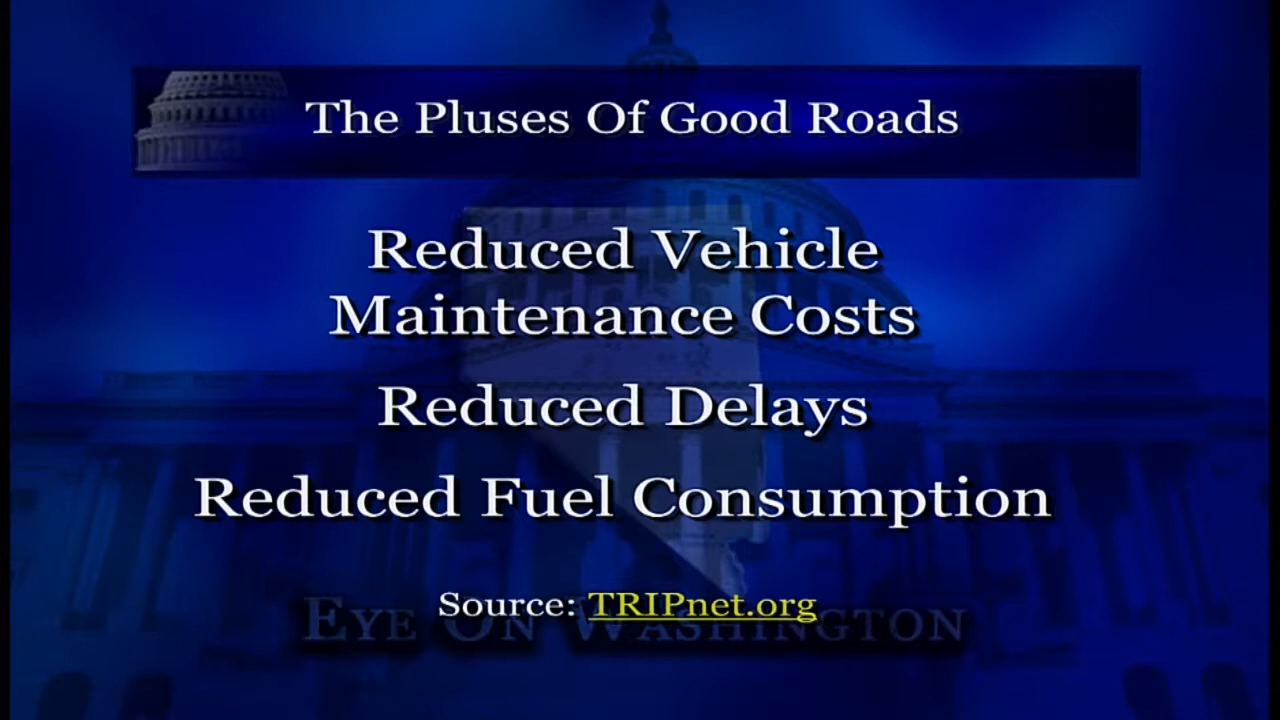 The Pluses Of Good Roads
Reduced Vehicle
Maintenance Costs
Reduced Delays
Reduced Fuel Consumption
Source: TRIPnet.org
EYE ON WASHINGTON